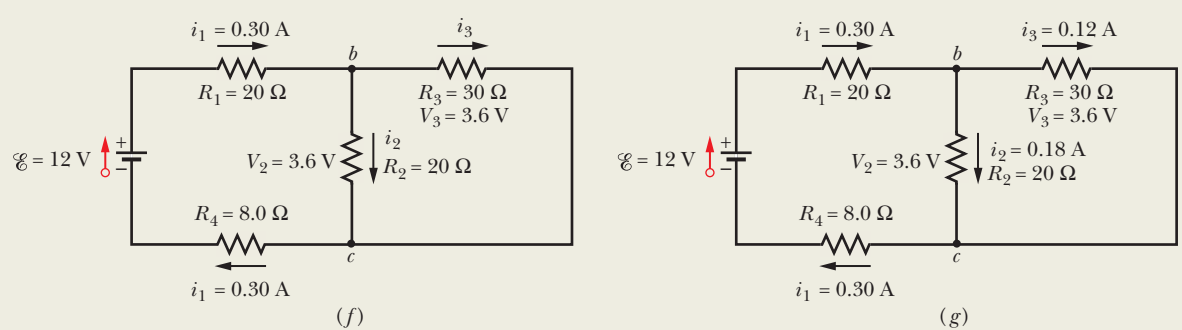 i₁ = 0.30 A
i₃
b
R₁ = 20 Ω
R₃ = 30 Ω
V₃ = 3.6 V
+
ℰ = 12 V
−
i₂
V₂ = 3.6 V
R₂ = 20 Ω
R₄ = 8.0 Ω
c
i₁ = 0.30 A
(f)
i₁ = 0.30 A
i₃ = 0.12 A
b
R₁ = 20 Ω
R₃ = 30 Ω
V₃ = 3.6 V
+
ℰ = 12 V
−
i₂ = 0.18 A
V₂ = 3.6 V
R₂ = 20 Ω
R₄ = 8.0 Ω
c
i₁ = 0.30 A
(g)